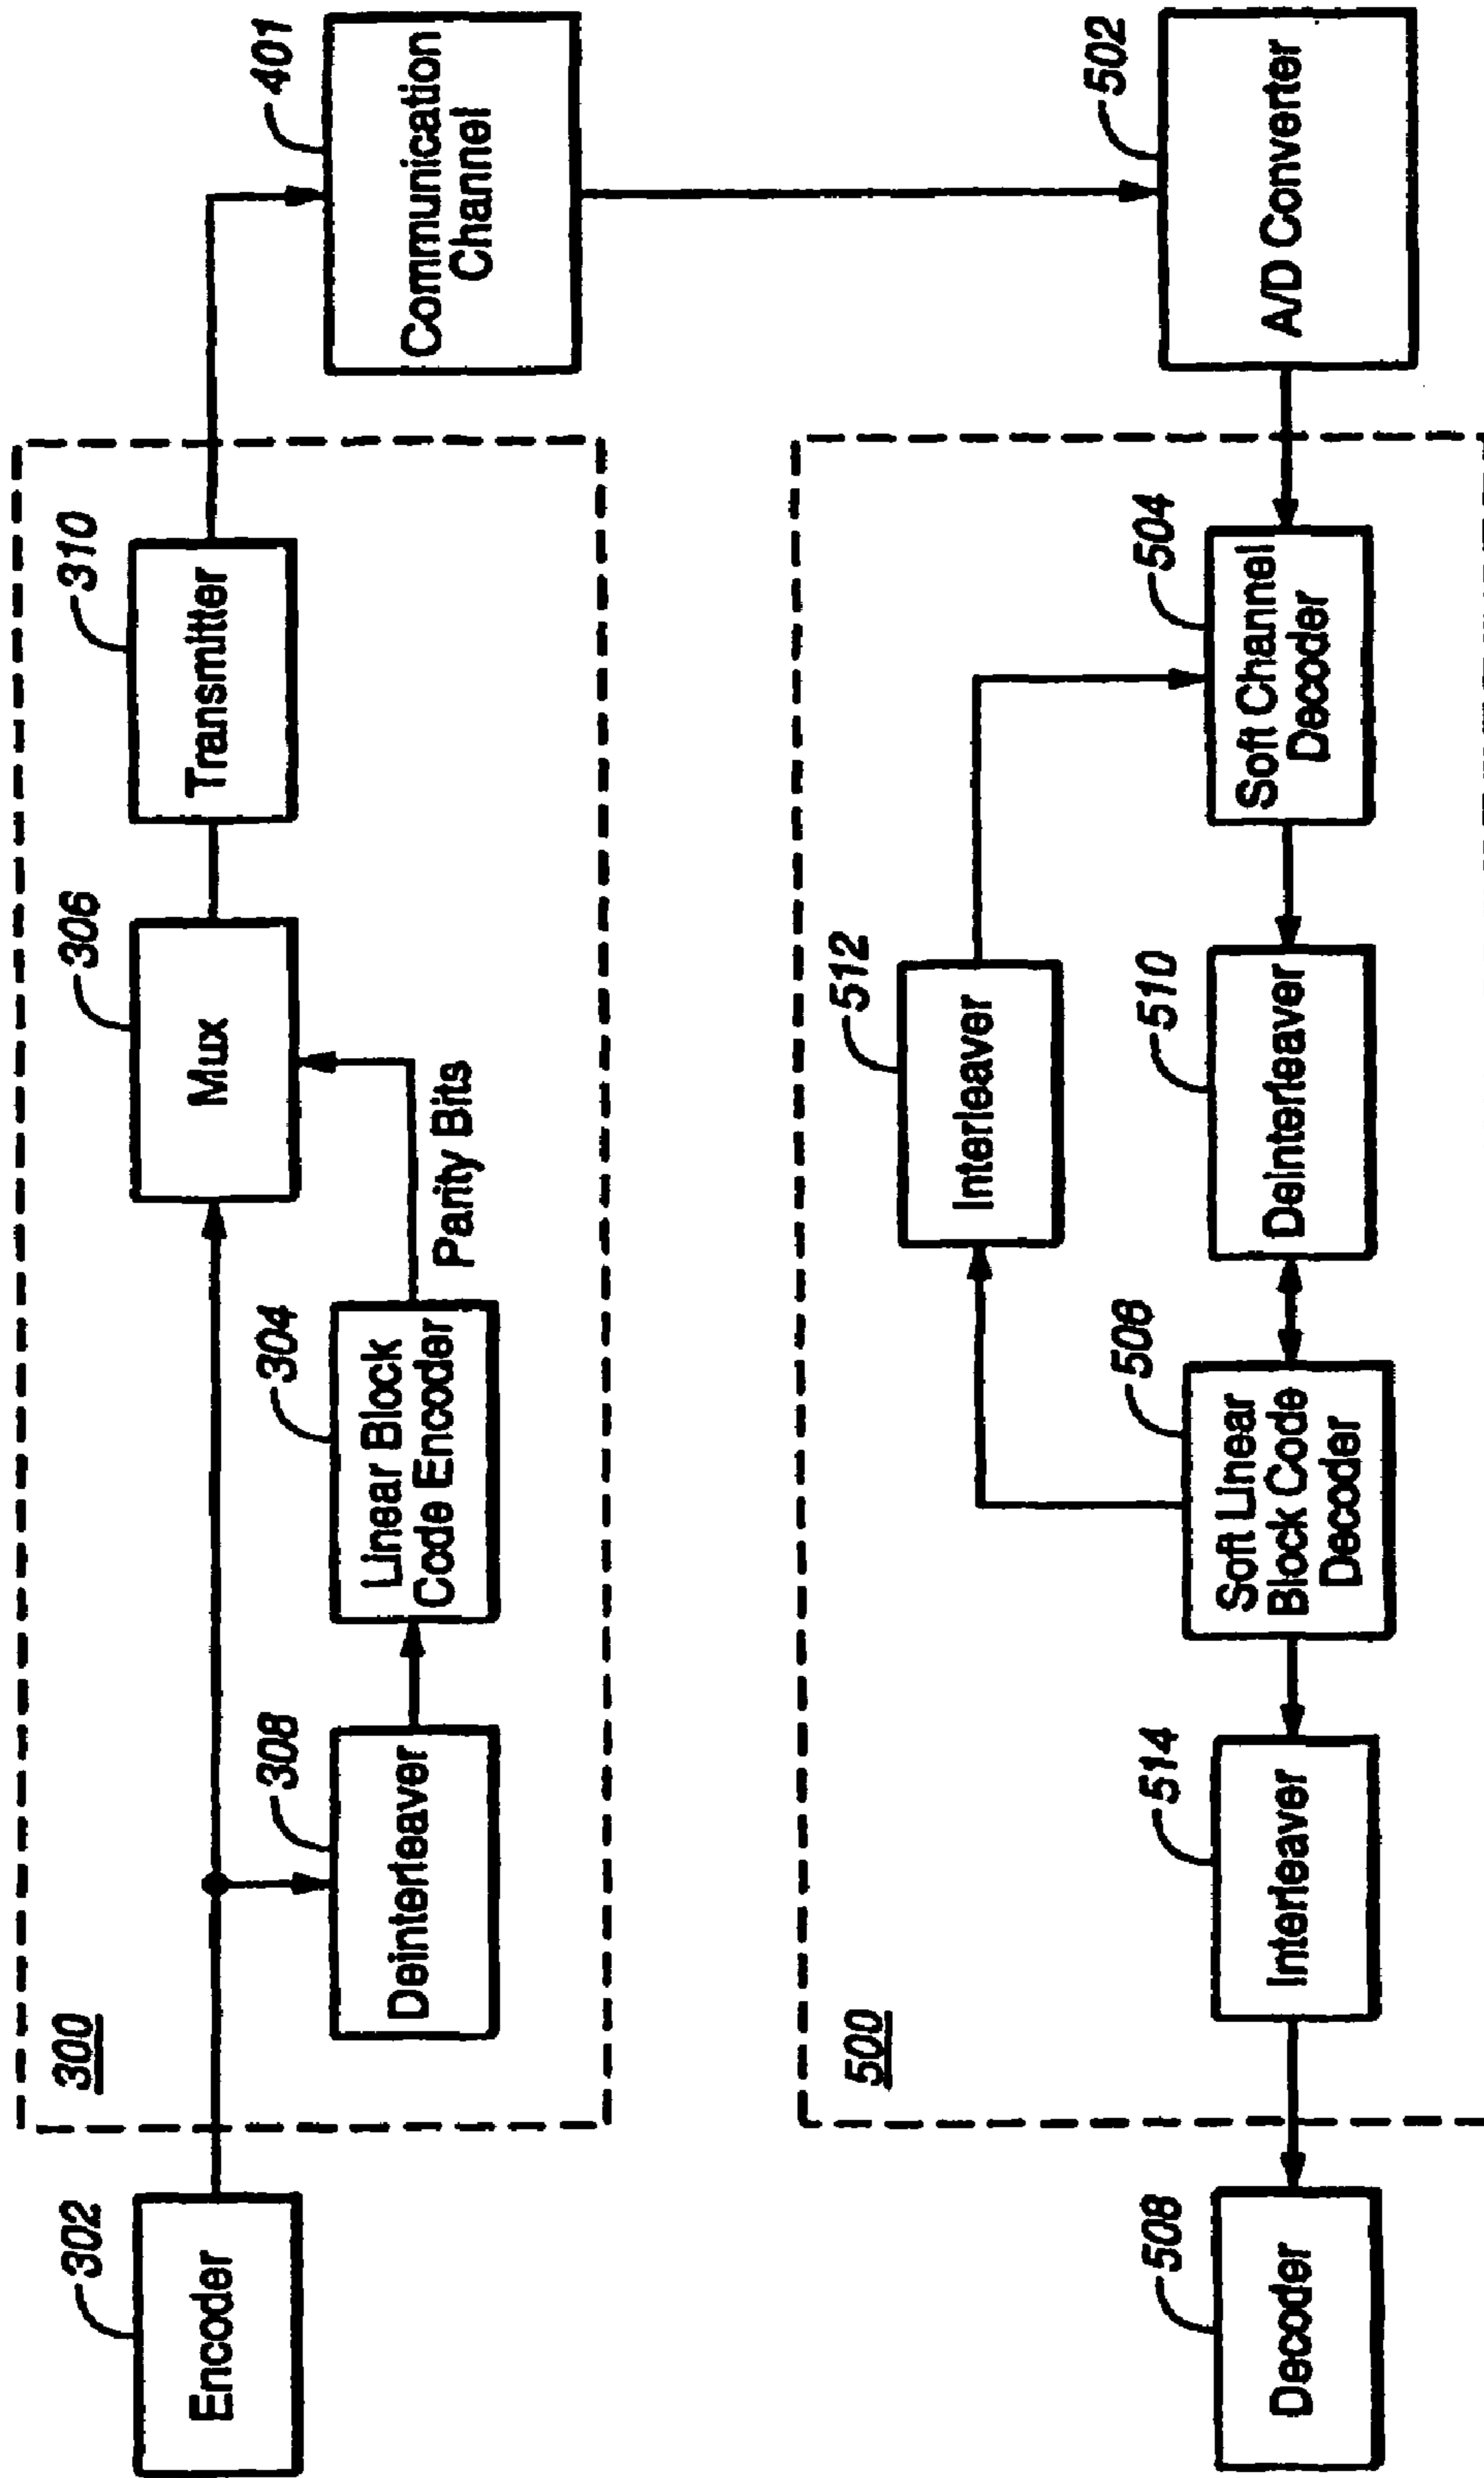 300
302
Encoder
308
Deinterleaver
304
Linear Block
Code Encoder
Parity Bits
306
Mux
310
Transmitter
401
Communication
Channel
500
508
Decoder
514
Interleaver
506
Soft Linear
Block Code
Decoder
512
Interleaver
510
Deinterleaver
504
Soft Channel
Decoder
502
A/D Converter